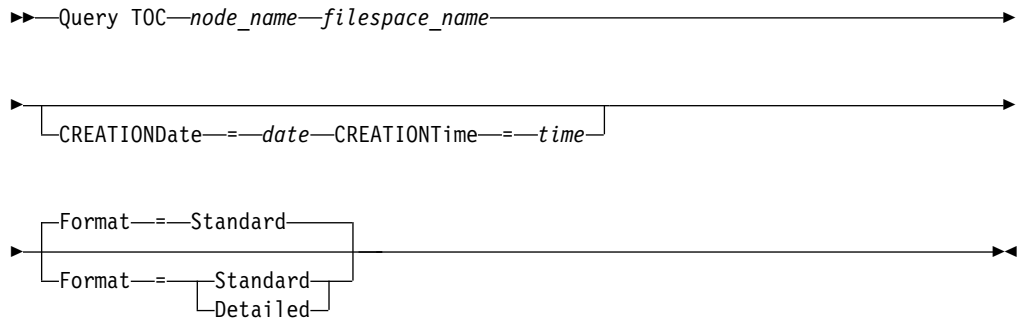 Query TOC node_name filespace_name
CREATIONDate = date CREATIONTime = time
Format = Standard
Format = Standard
Detailed